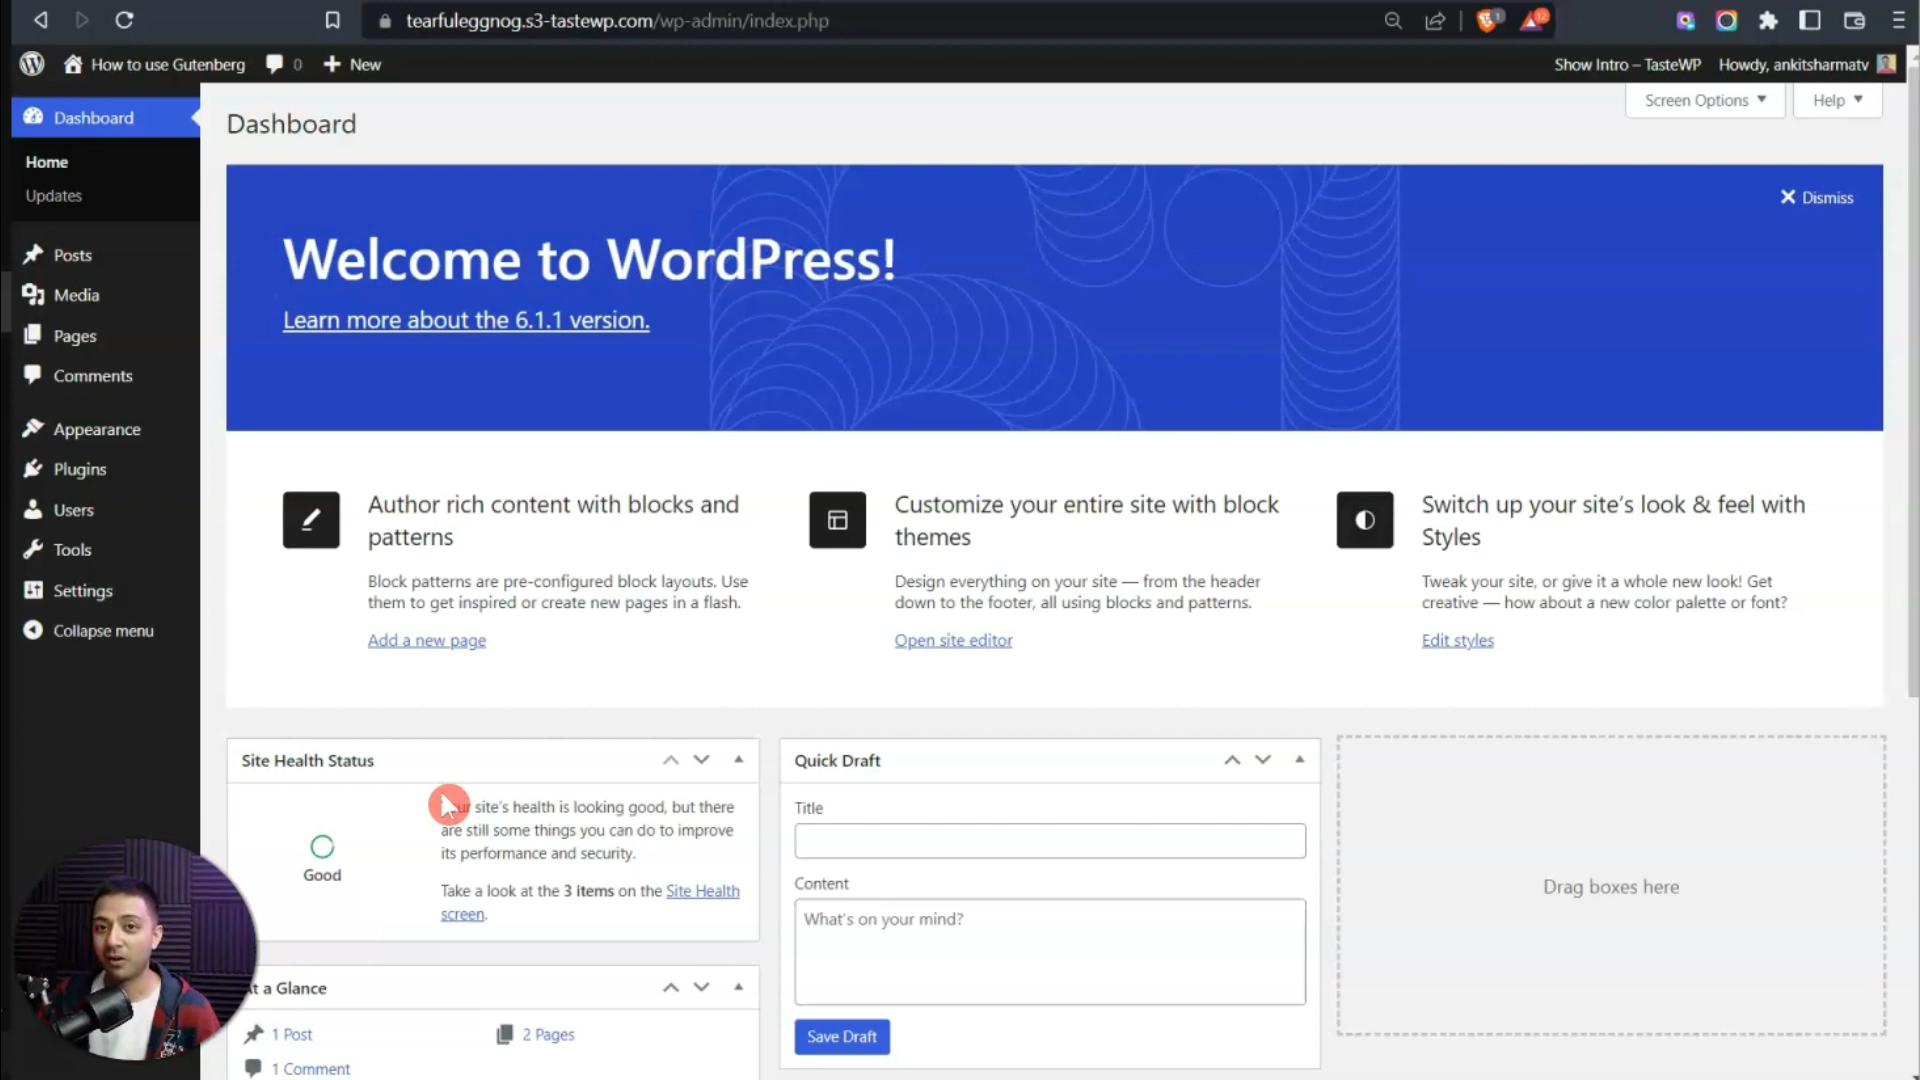 tearfuleggnog.s3-tastewp.com/wp-admin/index.php
1
12
How to use Gutenberg
0
New
Show Intro – TasteWP
Howdy, ankitsharmatv
Dashboard
Home
Updates
Posts
Media
Pages
Comments
Appearance
Plugins
Users
Tools
Settings
Collapse menu
Dashboard
Screen Options
Help
Dismiss
Welcome to WordPress!
Learn more about the 6.1.1 version.
Author rich content with blocks and
patterns
Block patterns are pre-configured block layouts. Use
them to get inspired or create new pages in a flash.
Add a new page
Customize your entire site with block
themes
Design everything on your site — from the header
down to the footer, all using blocks and patterns.
Open site editor
Switch up your site's look & feel with
Styles
Tweak your site, or give it a whole new look! Get
creative — how about a new color palette or font?
Edit styles
Site Health Status
Good
site's health is looking good, but there
are still some things you can do to improve
its performance and security.
Take a look at the 3 items on the Site Health
screen.
t a Glance
1 Post
2 Pages
1 Comment
Quick Draft
Title
Content
What's on your mind?
Save Draft
Drag boxes here